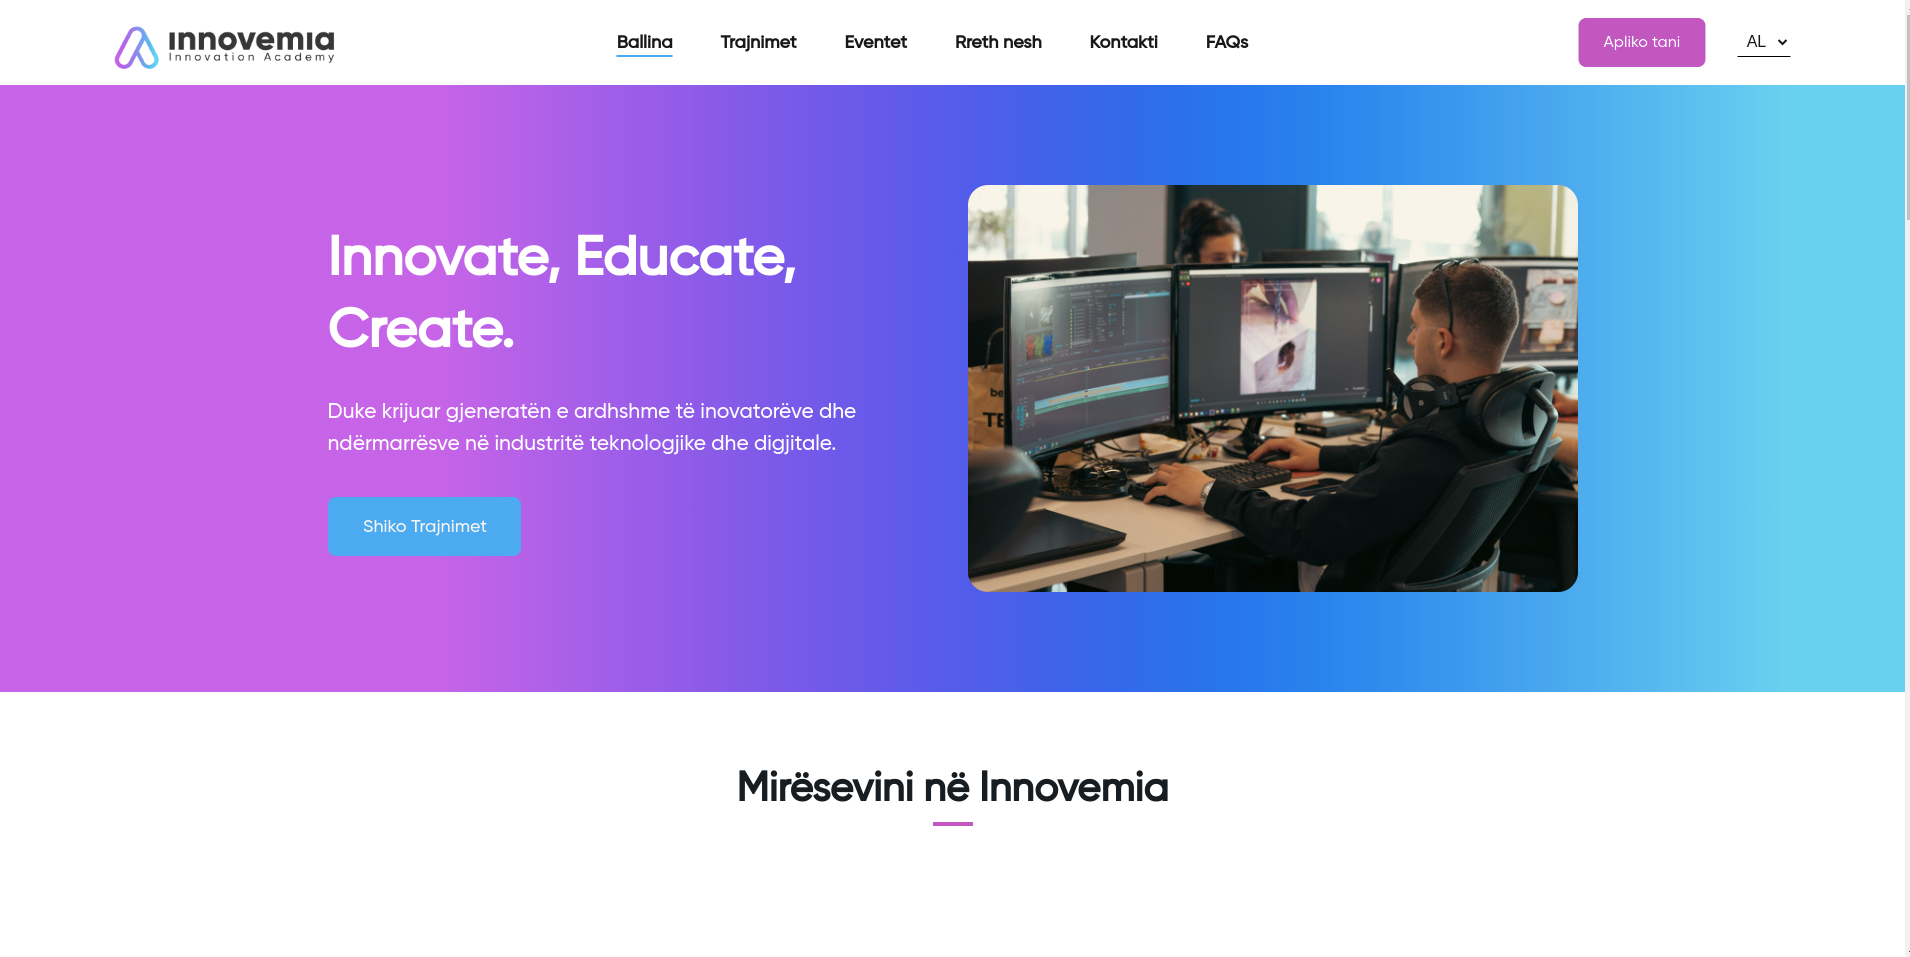 ınnovemıa
Innovation Academy
Ballina
Trajnimet
Eventet
Rreth nesh
Kontakti
FAQs
Apliko tani
AL
Innovate, Educate,
Create.
Duke krijuar gjeneratën e ardhshme të inovatorëve dhe
ndërmarrësve në industritë teknologjike dhe digjitale.
Shiko Trajnimet
Mirësevini në Innovemia